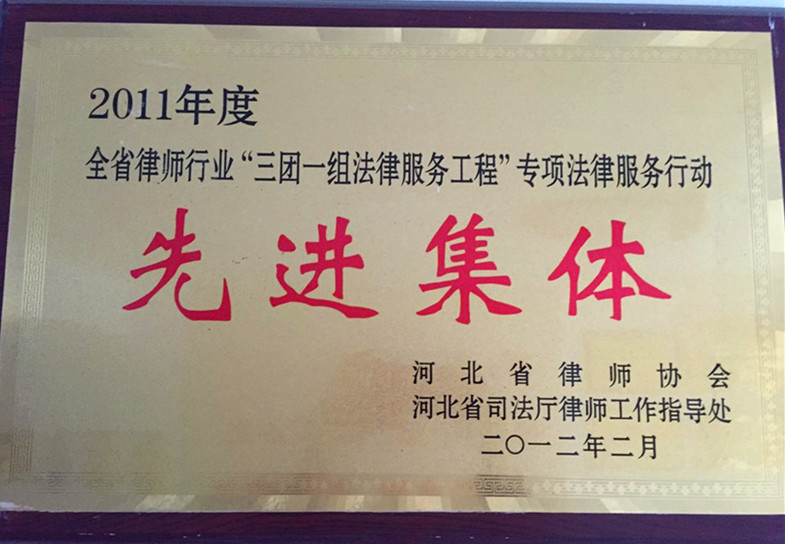 2011年度
全省律师行业“三团一组法律服务工程”专项法律服务行动
先进集体
河北省律师协会
河北省司法厅律师工作指导处
二〇一二年二月